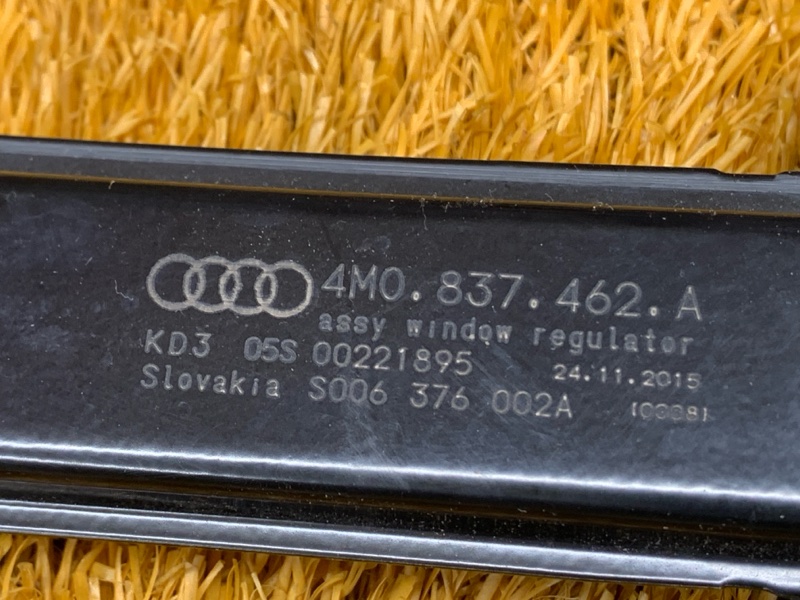 4M0.837.462.A
assy window regulator
KD3 05S 00221895 24.11.2015
Slovakia S006 376 002A